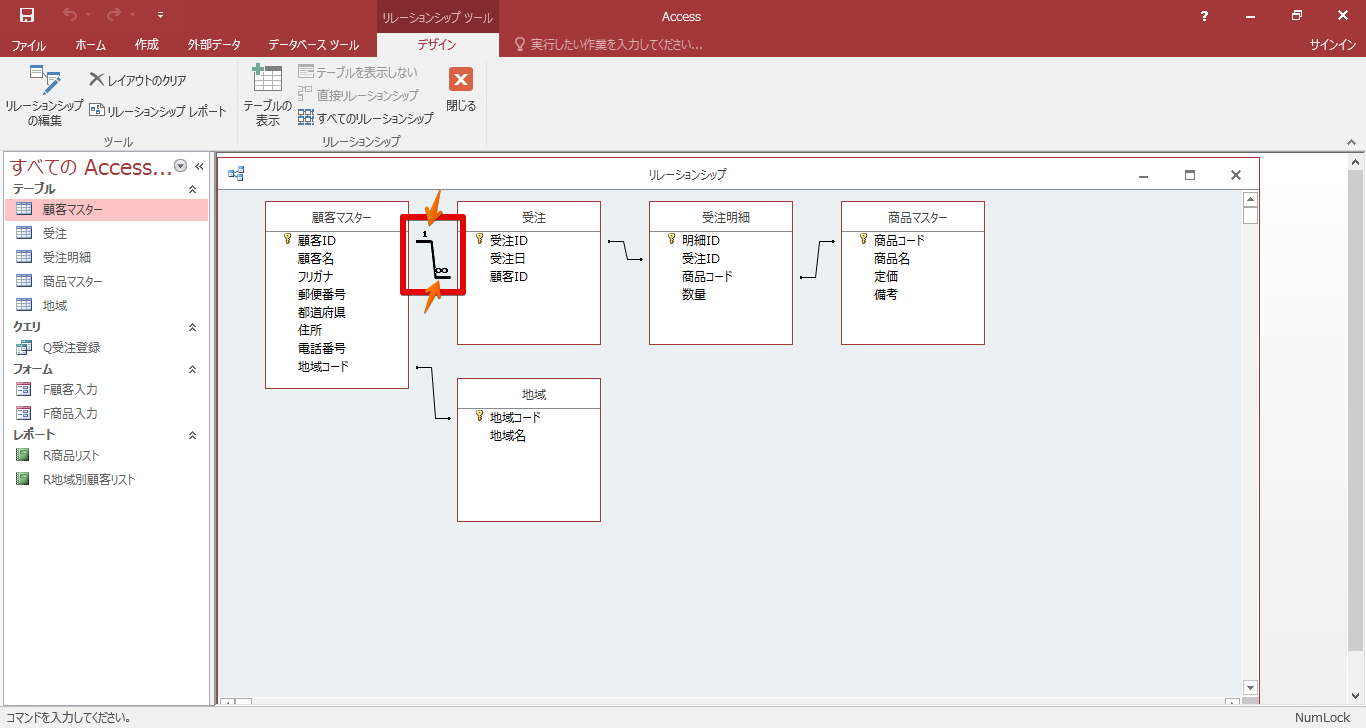 リレーションシップ ツール
Access
?
ファイル
ホーム
作成
外部データ
データベース ツール
デザイン
実行したい作業を入力してください...
サインイン
リレーションシップ
の編集
レイアウトのクリア
リレーションシップ レポート
ツール
テーブルの
表示
テーブルを表示しない
直接リレーションシップ
すべてのリレーションシップ
閉じる
リレーションシップ
すべての Access...
«
テーブル
顧客マスター
受注
受注明細
商品マスター
地域
クエリ
Q受注登録
フォーム
F顧客入力
F商品入力
レポート
R商品リスト
R地域別顧客リスト
リレーションシップ
顧客マスター
顧客ID
顧客名
フリガナ
郵便番号
都道府県
住所
電話番号
地域コード
1
∞
受注
受注ID
受注日
顧客ID
受注明細
明細ID
受注ID
商品コード
数量
商品マスター
商品コード
商品名
定価
備考
地域
地域コード
地域名
コマンドを入力してください。
NumLock